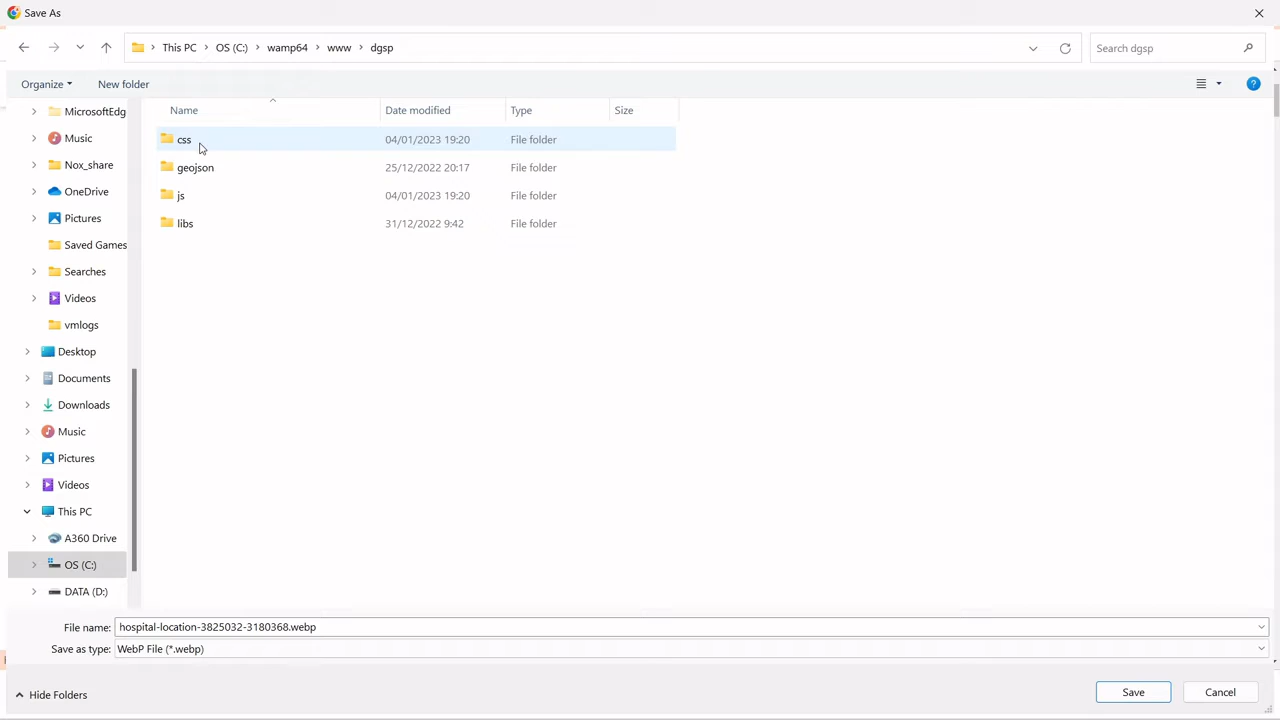 Save As
This PC > OS (C:) > wamp64 > www > dgsp
Search dgsp
Organize
New folder
Name
Date modified
Type
Size
css
04/01/2023 19:20
File folder
geojson
25/12/2022 20:17
File folder
js
04/01/2023 19:20
File folder
libs
31/12/2022 9:42
File folder
MicrosoftEdg
Music
Nox_share
OneDrive
Pictures
Saved Games
Searches
Videos
vmlogs
Desktop
Documents
Downloads
Music
Pictures
Videos
This PC
A360 Drive
OS (C:)
DATA (D:)
File name: hospital-location-3825032-3180368.webp
Save as type: WebP File (*.webp)
Hide Folders
Save
Cancel